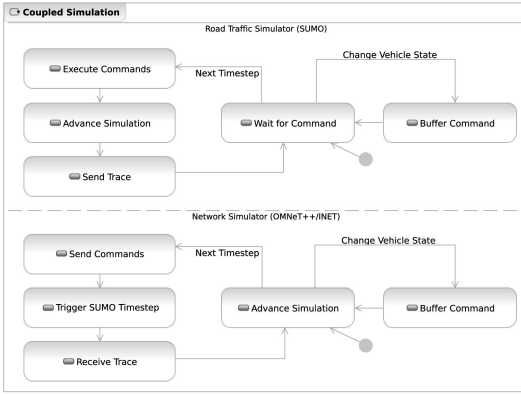 Coupled Simulation
Road Traffic Simulator (SUMO)
Change Vehicle State
Execute Commands
Next Timestep
Advance Simulation
Wait for Command
Buffer Command
Send Trace
Network Simulator (OMNeT++/INET)
Change Vehicle State
Send Commands
Next Timestep
Trigger SUMO Timestep
Advance Simulation
Buffer Command
Receive Trace